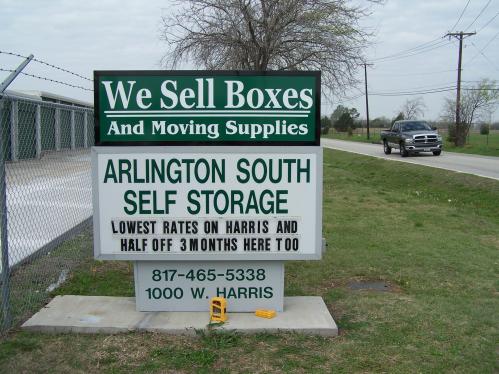 We Sell Boxes
And Moving Supplies
ARLINGTON SOUTH
SELF STORAGE
LOWEST RATES ON HARRIS AND
HALF OFF 3 MONTHS HERE TOO
817-465-5338
1000 W. HARRIS